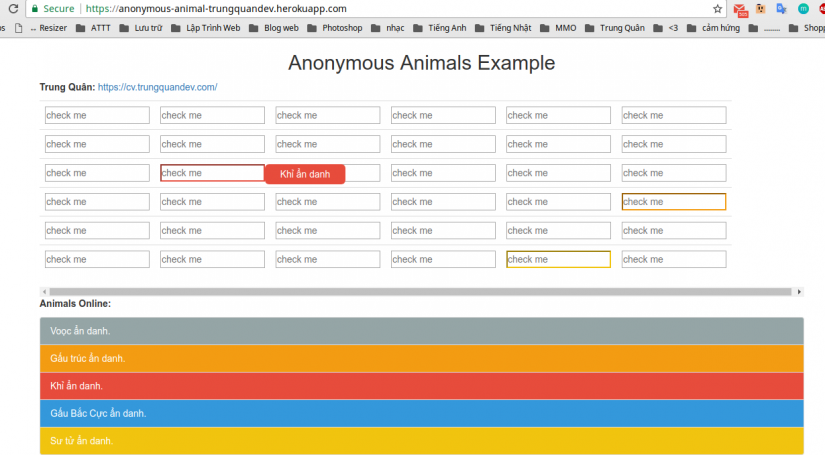 Secure https://anonymous-animal-trungquandev.herokuapp.com
.. Resizer ATTT Lưu trữ Lập Trình Web Blog web Photoshop nhạc Tiếng Anh Tiếng Nhật MMO Trung Quân <3 cảm hứng ........ Shopp
Anonymous Animals Example
Trung Quân: https://cv.trungquandev.com/
check me check me check me check me check me check me
check me check me check me check me check me check me
check me check me Khỉ ẩn danh check me check me check me
check me check me check me check me check me check me
check me check me check me check me check me check me
check me check me check me check me check me check me
Animals Online:
Voọc ẩn danh.
Gấu trúc ẩn danh.
Khỉ ẩn danh.
Gấu Bắc Cực ẩn danh.
Sư tử ẩn danh.